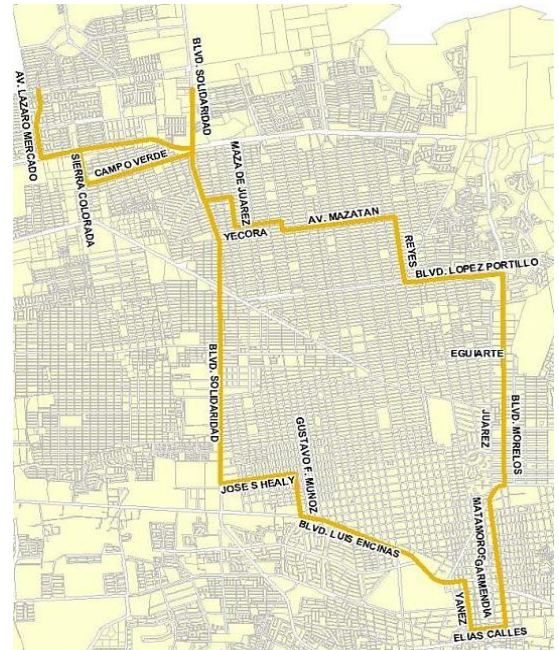 BLVD. SOLIDARIDAD
AV. LAZARO MERCADO
MAZA DE JUAREZ
SIERRA COLORADA
CAMPO VERDE
AV. MAZATAN
YECORA
REYES
BLVD. LOPEZ PORTILLO
BLVD. SOLIDARIDAD
EGUIARTE
BLVD. MORELOS
JUAREZ
GUSTAVO F. MUÑOZ
JOSE S HEALY
BLVD. LUIS ENCINAS
MATAMOROS
GARMENDIA
YAÑEZ
ELIAS CALLES